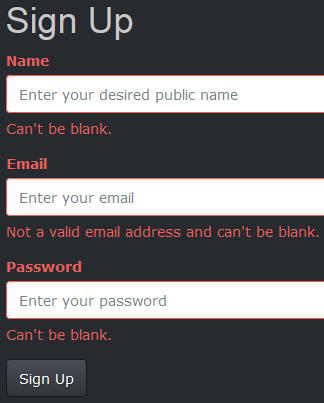 Sign Up
Name
Enter your desired public name
Can't be blank.
Email
Enter your email
Not a valid email address and can't be blank.
Password
Enter your password
Can't be blank.
Sign Up